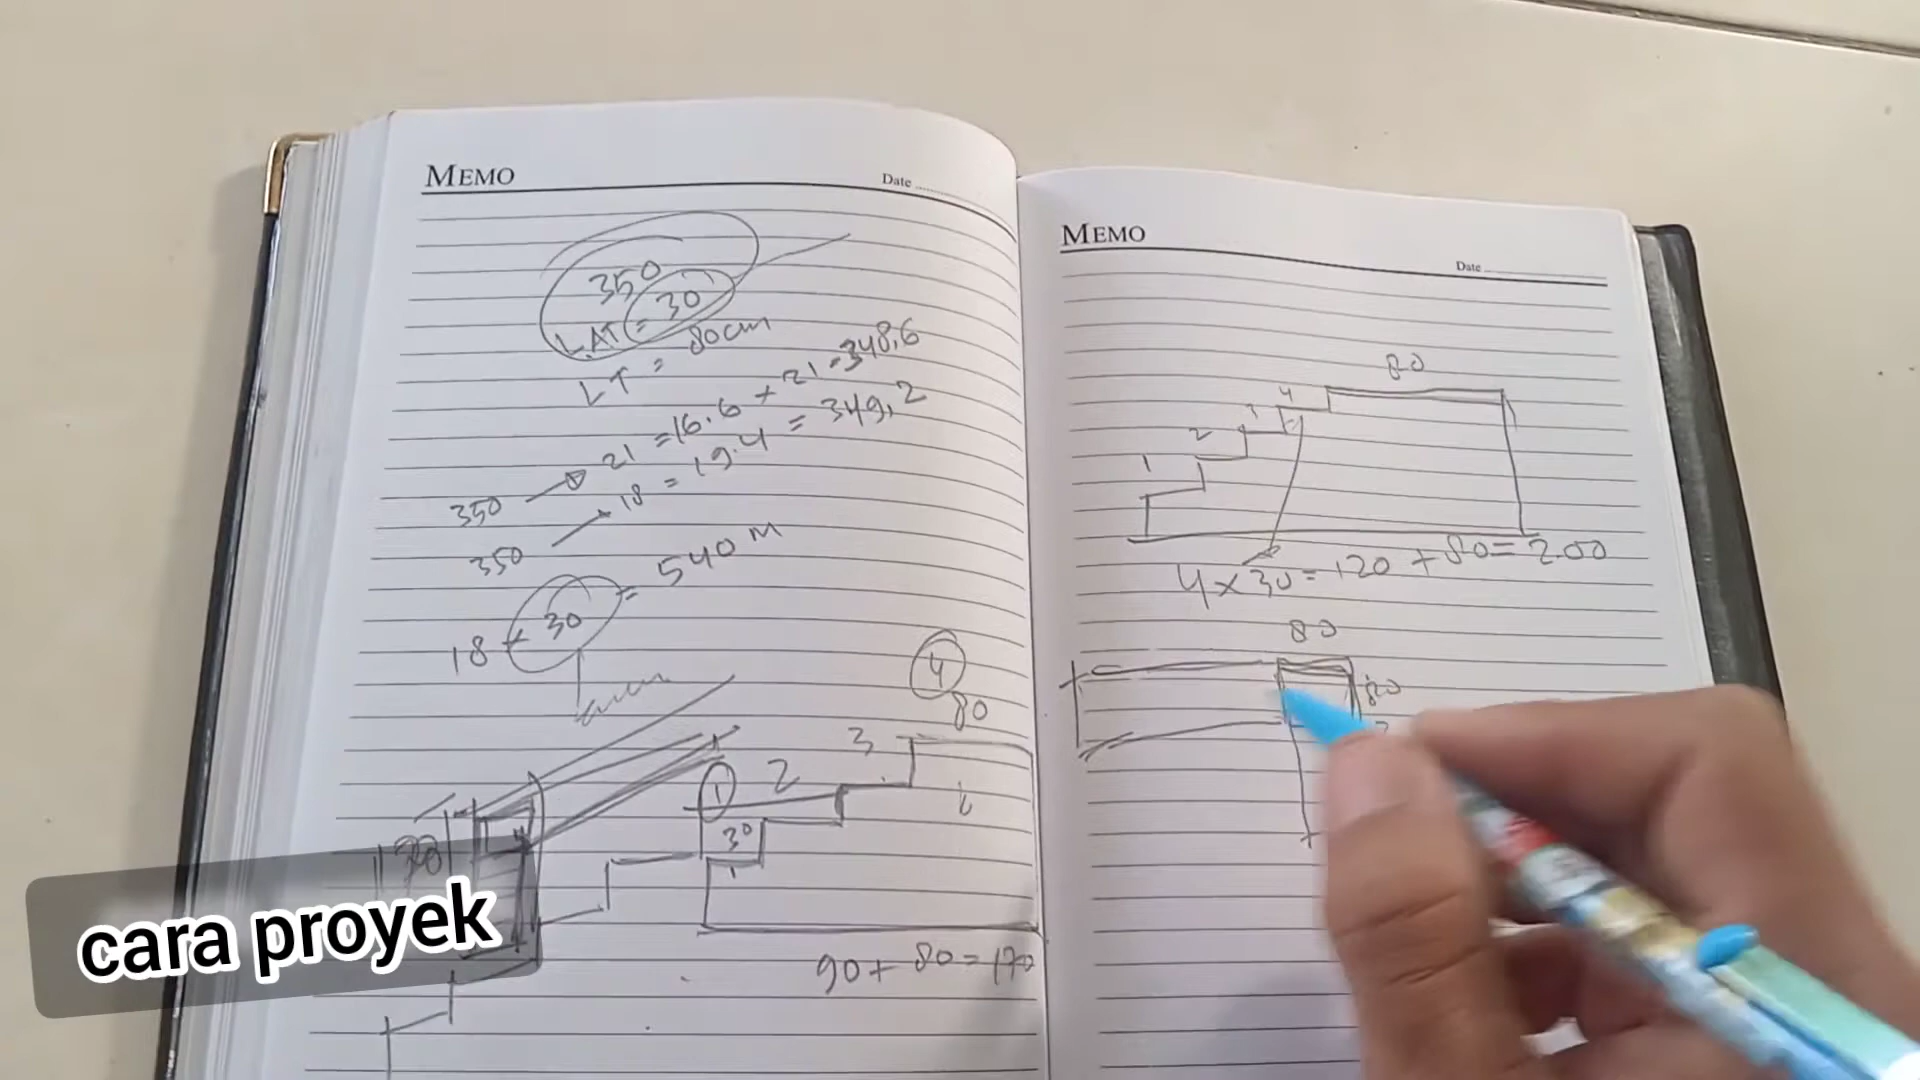 MEMO
Date
350
LAT = 30
LT = 80cm
350 → 21 = 16.6 + 21 = 348,6
350 → 18 = 19.4 = 349,2
18 × 30 = 540 M
4
80
3
2
1
30
90 + 80 = 170
cara proyek
MEMO
Date
80
4
3
2
1
4 x 30 = 120 + 80 = 200
80
80